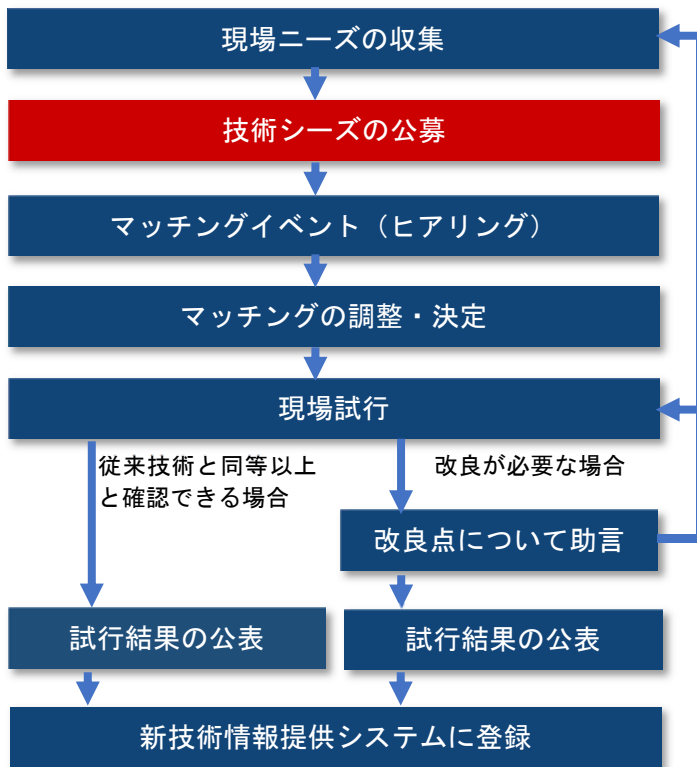 現場ニーズの収集
技術シーズの公募
マッチングイベント（ヒアリング）
マッチングの調整・決定
現場試行
従来技術と同等以上
と確認できる場合
改良が必要な場合
改良点について助言
試行結果の公表
試行結果の公表
新技術情報提供システムに登録